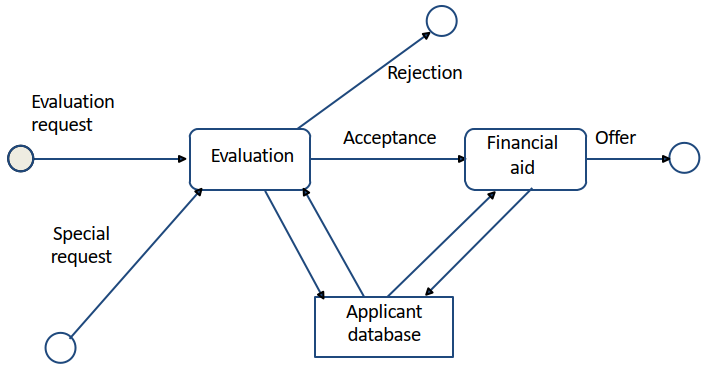 Rejection
Evaluation
request
Evaluation
Acceptance
Financial
aid
Offer
Special
request
Applicant
database